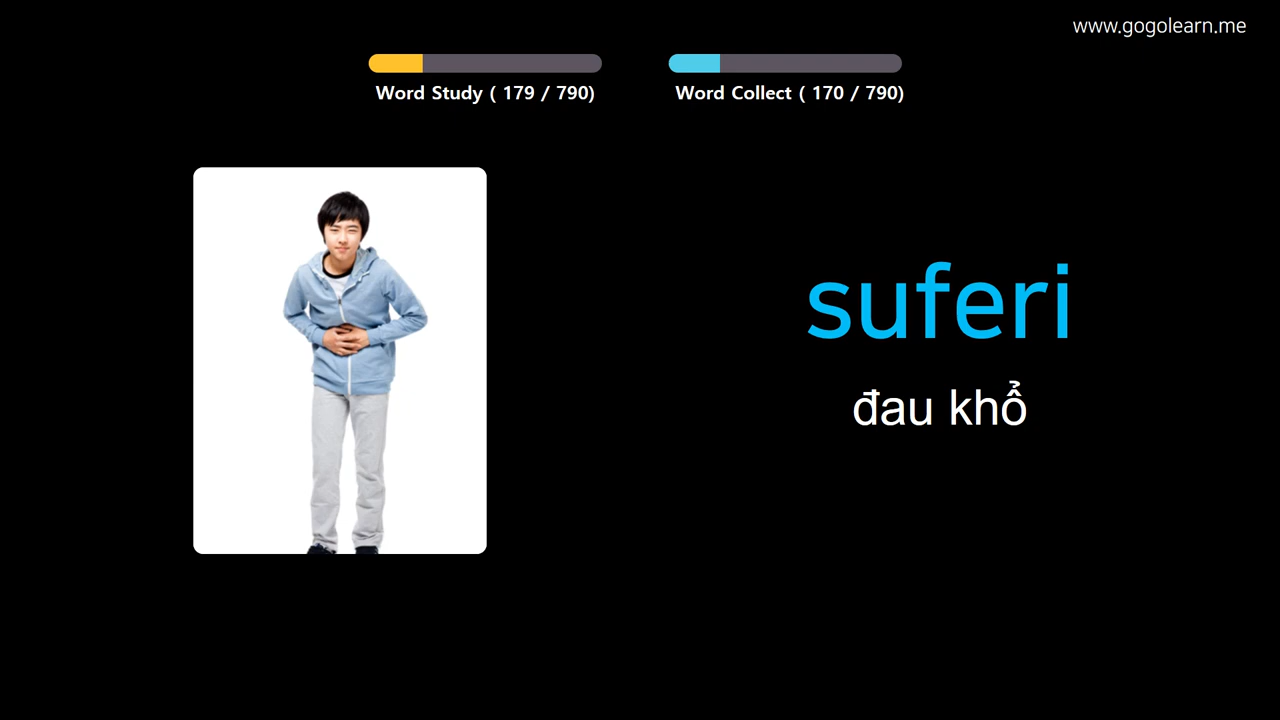 www.gogolearn.me
Word Study ( 179 / 790)
Word Collect ( 170 / 790)
suferi
đau khổ